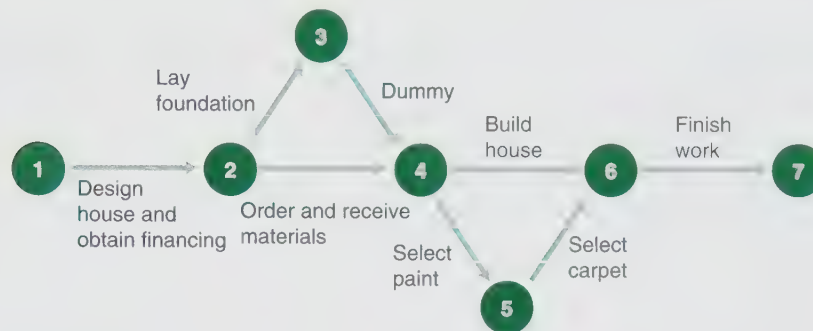 3
Lay
foundation
Dummy
Build
house
Finish
work
1
2
4
6
7
Design
house and
obtain financing
Order and receive
materials
Select
paint
Select
carpet
5